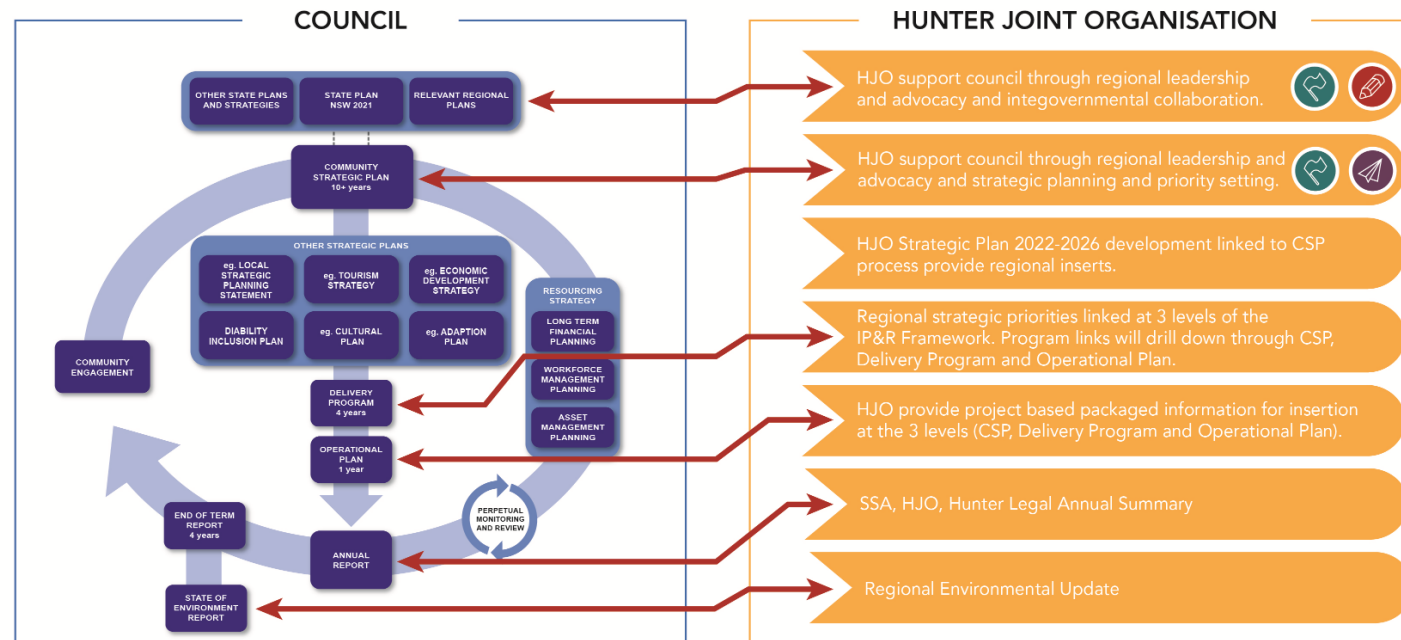 COUNCIL
OTHER STATE PLANS
AND STRATEGIES
STATE PLAN
NSW 2021
RELEVANT REGIONAL
PLANS
COMMUNITY
STRATEGIC PLAN
10+ years
OTHER STRATEGIC PLANS
eg. LOCAL
STRATEGIC
PLANNING
STATEMENT
eg. TOURISM
STRATEGY
eg. ECONOMIC
DEVELOPMENT
STRATEGY
DIABILITY
INCLUSION PLAN
eg. CULTURAL
PLAN
eg. ADAPTION
PLAN
RESOURCING
STRATEGY
LONG TERM
FINANCIAL
PLANNING
WORKFORCE
MANAGEMENT
PLANNING
ASSET
MANAGEMENT
PLANNING
COMMUNITY
ENGAGEMENT
DELIVERY
PROGRAM
4 years
OPERATIONAL
PLAN
1 year
PERPETUAL
MONITORING
AND REVIEW
END OF TERM
REPORT
4 years
ANNUAL
REPORT
STATE OF
ENVIRONMENT
REPORT
HUNTER JOINT ORGANISATION
HJO support council through regional leadership
and advocacy and integovernmental collaboration.
HJO support council through regional leadership and
advocacy and strategic planning and priority setting.
HJO Strategic Plan 2022-2026 development linked to CSP
process provide regional inserts.
Regional strategic priorities linked at 3 levels of the
IP&R Framework. Program links will drill down through CSP,
Delivery Program and Operational Plan.
HJO provide project based packaged information for insertion
at the 3 levels (CSP, Delivery Program and Operational Plan).
SSA, HJO, Hunter Legal Annual Summary
Regional Environmental Update